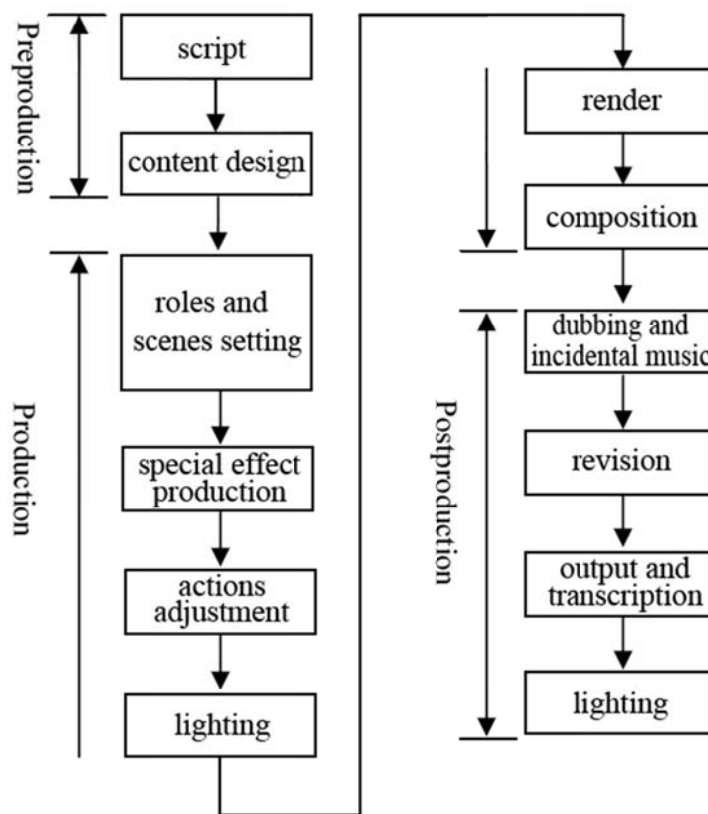 Preproduction
script
content design
Production
roles and
scenes setting
special effect
production
actions
adjustment
lighting
render
composition
Postproduction
dubbing and
incidental music
revision
output and
transcription
lighting